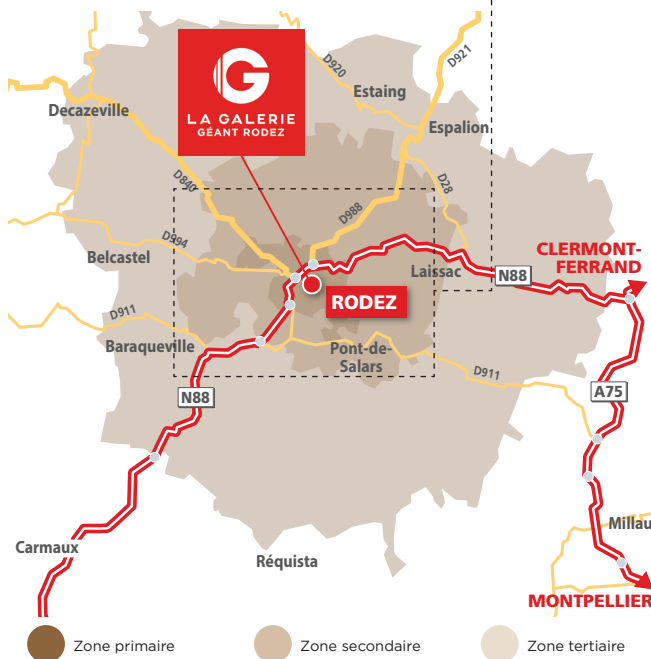 G
LA GALERIE
GÉANT RODEZ
D920
D921
Estaing
Decazeville
Espalion
D840
D28
D988
D994
Belcastel
CLERMONT-
FERRAND
Laissac
N88
RODEZ
D911
Baraqueville
Pont-de-
Salars
D911
N88
A75
Millau
Carmaux
Réquista
MONTPELLIER
Zone primaire
Zone secondaire
Zone tertiaire